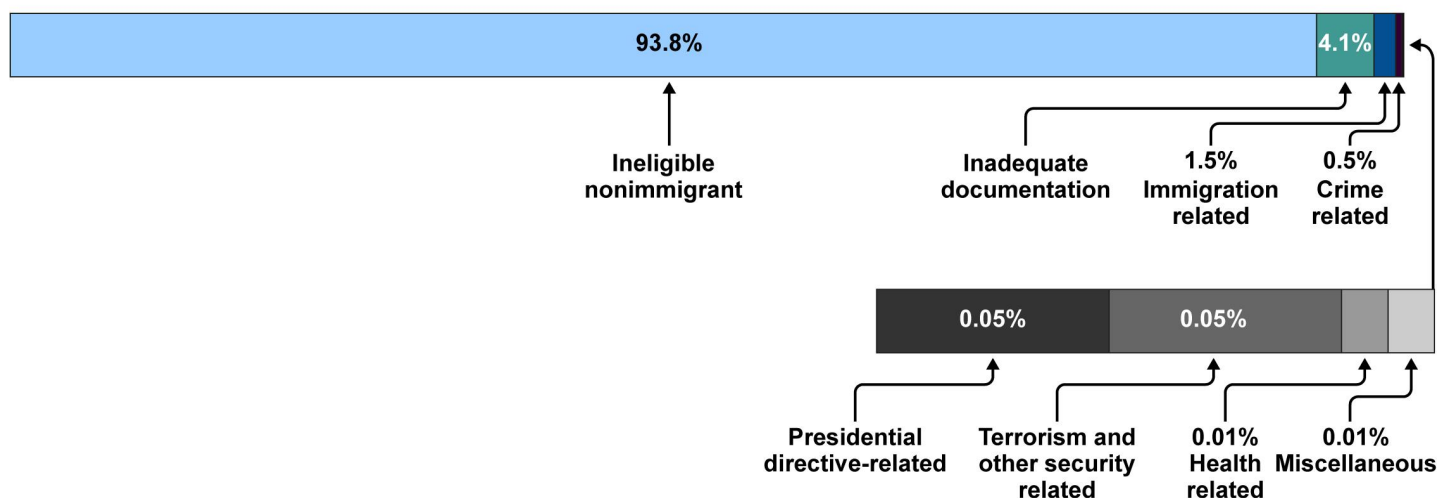 93.8%
4.1%
Ineligible
nonimmigrant
Inadequate
documentation
1.5%
Immigration
related
0.5%
Crime
related
0.05%
0.05%
Presidential
directive-related
Terrorism and
other security
related
0.01%
Health
related
0.01%
Miscellaneous